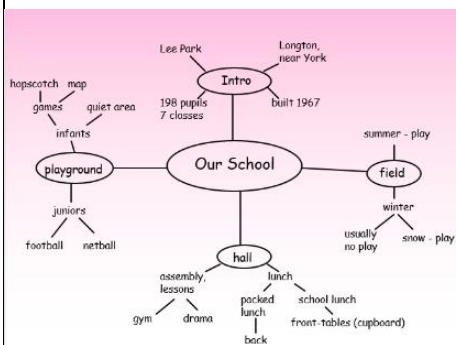 Lee Park
Longton,
near York
Intro
198 pupils
7 classes
built 1967
hopscotch map
games
quiet area
infants
playground
juniors
football netball
Our School
summer - play
field
winter
usually
no play
snow - play
hall
assembly,
lessons
gym drama
lunch
packed
lunch
back
school lunch
front-tables (cupboard)